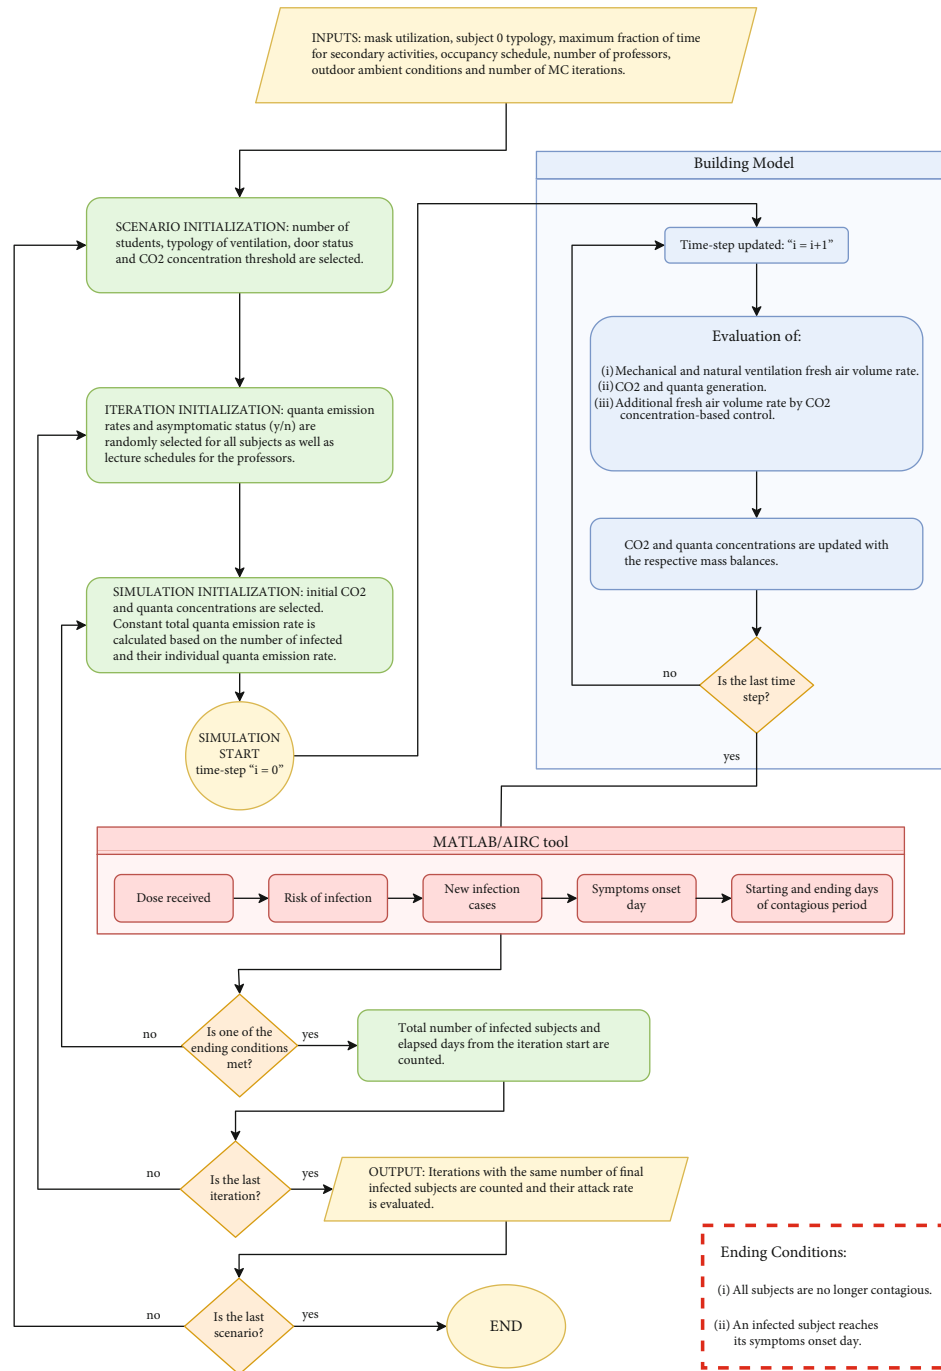 INPUTS: mask utilization, subject 0 typology, maximum fraction of time
for secondary activities, occupancy schedule, number of professors,
outdoor ambient conditions and number of MC iterations.
Building Model
SCENARIO INITIALIZATION: number of
students, typology of ventilation, door status
and CO2 concentration threshold are selected.
Time-step updated: “i = i+1”
Evaluation of:
(i) Mechanical and natural ventilation fresh air volume rate.
(ii) CO2 and quanta generation.
(iii) Additional fresh air volume rate by CO2
concentration-based control.
ITERATION INITIALIZATION: quanta emission
rates and asymptomatic status (y/n) are
randomly selected for all subjects as well as
lecture schedules for the professors.
CO2 and quanta concentrations are updated with
the respective mass balances.
SIMULATION INITIALIZATION: initial CO2
and quanta concentrations are selected.
Constant total quanta emission rate is
calculated based on the number of infected
and their individual quanta emission rate.
no
Is the last time
step?
yes
SIMULATION
START
time-step “i = 0”
MATLAB/AIRC tool
Dose received
Risk of infection
New infection
cases
Symptoms onset
day
Starting and ending days
of contagious period
no
Is one of the
ending conditions
met?
yes
Total number of infected subjects and
elapsed days from the iteration start are
counted.
no
Is the last
iteration?
yes
OUTPUT: Iterations with the same number of final
infected subjects are counted and their attack rate
is evaluated.
no
Is the last
scenario?
yes
END
Ending Conditions:
(i) All subjects are no longer contagious.
(ii) An infected subject reaches
its symptoms onset day.